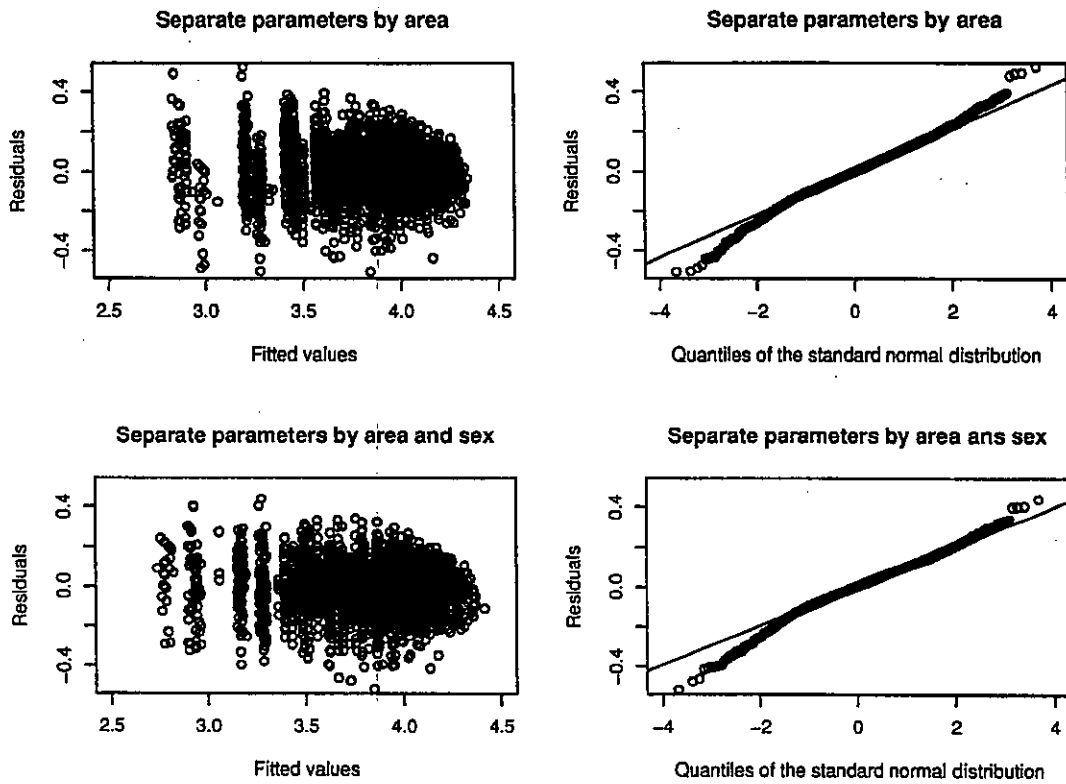 Separate parameters by area
Residuals
0.4
0.0
-0.4
2.5 3.0 3.5 4.0 4.5
Fitted values
Separate parameters by area
Residuals
0.4
0.0
-0.4
-4 -2 0 2 4
Quantiles of the standard normal distribution
Separate parameters by area and sex
Residuals
0.4
0.0
-0.4
2.5 3.0 3.5 4.0 4.5
Fitted values
Separate parameters by area ans sex
Residuals
0.4
0.0
-0.4
-4 -2 0 2 4
Quantiles of the standard normal distribution